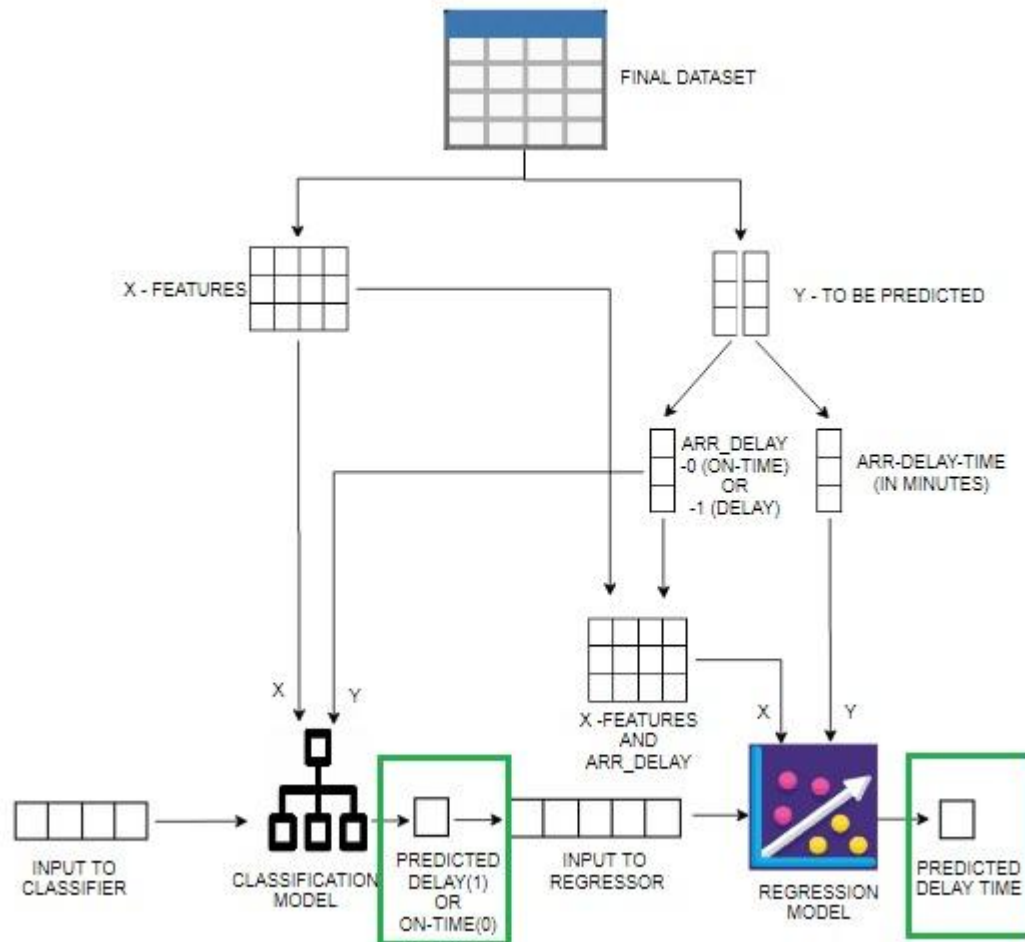 FINAL DATASET
X - FEATURES
Y - TO BE PREDICTED
ARR_DELAY
-0 (ON-TIME)
OR
-1 (DELAY)
ARR-DELAY-TIME
(IN MINUTES)
X
Y
X -FEATURES
AND
ARR_DELAY
X
Y
INPUT TO
CLASSIFIER
CLASSIFICATION
MODEL
PREDICTED
DELAY(1)
OR
ON-TIME(0)
INPUT TO
REGRESSOR
REGRESSION
MODEL
PREDICTED
DELAY TIME